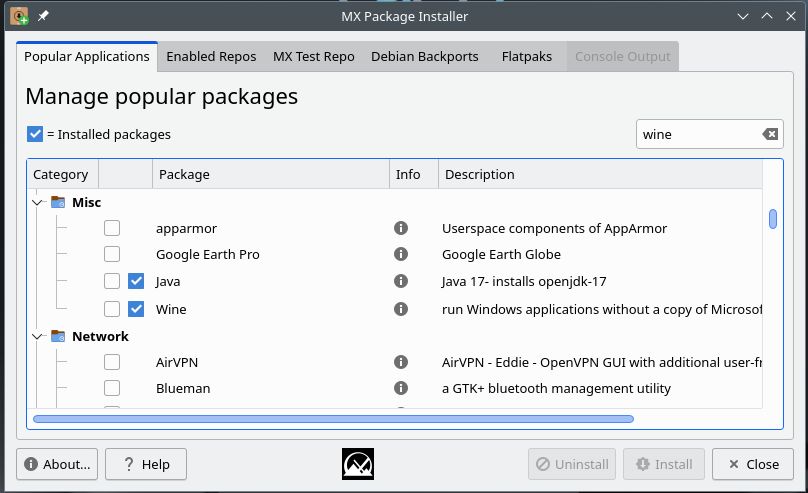 MX Package Installer
Popular Applications Enabled Repos MX Test Repo Debian Backports Flatpaks Console Output
Manage popular packages
= Installed packages
wine
Category Package Info Description
Misc
apparmor Userspace components of AppArmor
Google Earth Pro Google Earth Globe
Java Java 17- installs openjdk-17
Wine run Windows applications without a copy of Microsof
Network
AirVPN AirVPN - Eddie - OpenVPN GUI with additional user-fr
Blueman a GTK+ bluetooth management utility
About... ? Help Uninstall Install Close